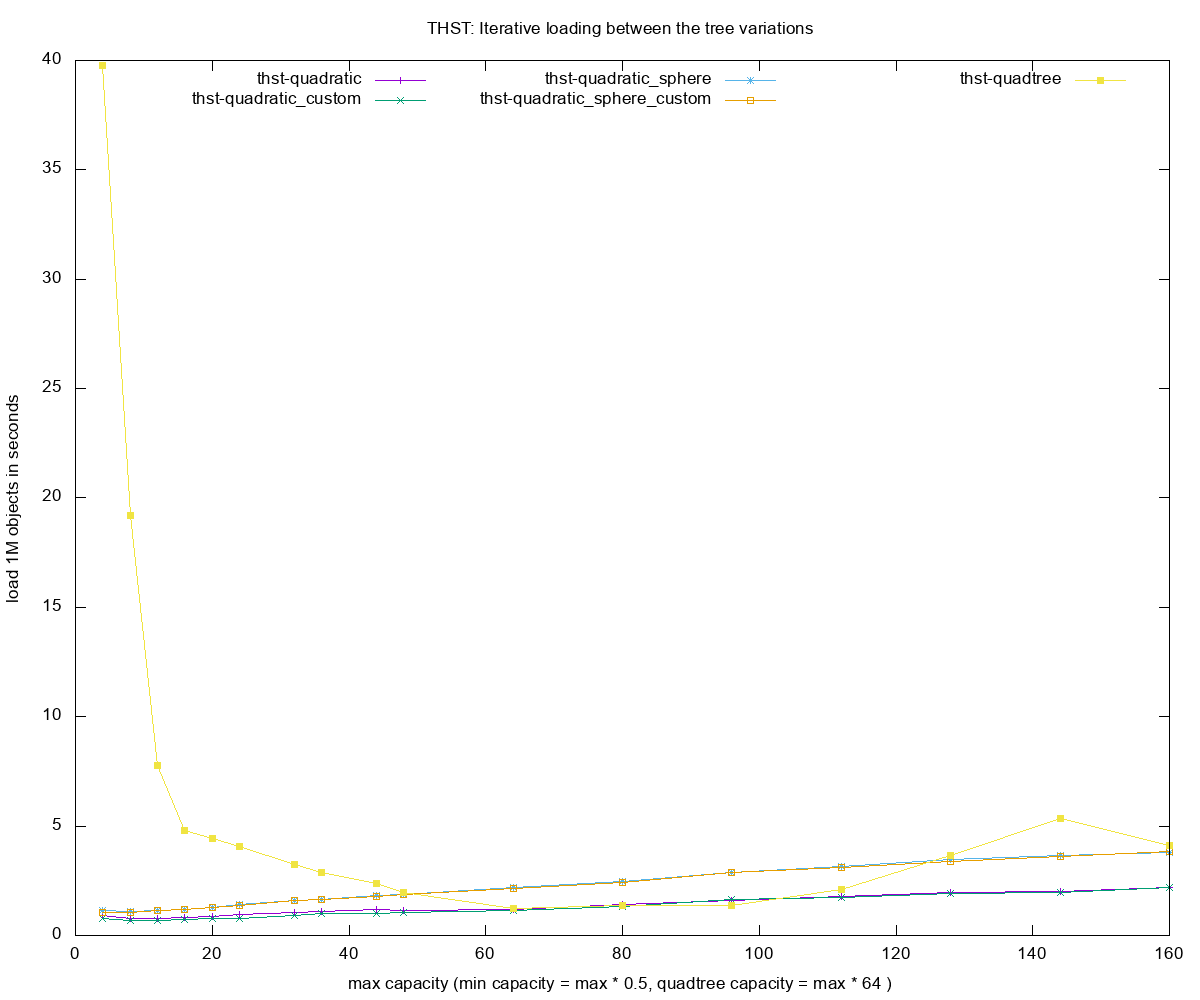 THST: Iterative loading between the tree variations
thst-quadratic
thst-quadratic_custom
thst-quadratic_sphere
thst-quadratic_sphere_custom
thst-quadtree
40
35
30
25
20
15
10
5
0
load 1M objects in seconds
0 20 40 60 80 100 120 140 160
max capacity (min capacity = max * 0.5, quadtree capacity = max * 64 )